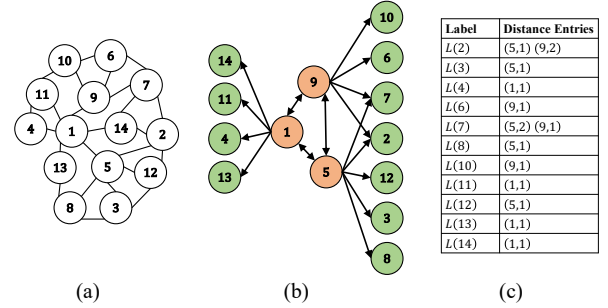 10
6
7
11
9
4
1
14
2
13
5
12
8
3
(a)
14
11
4
13
1
9
5
10
6
7
2
12
3
8
(b)
Label Distance Entries
L(2) (5,1) (9,2)
L(3) (5,1)
L(4) (1,1)
L(6) (9,1)
L(7) (5,2) (9,1)
L(8) (5,1)
L(10) (9,1)
L(11) (1,1)
L(12) (5,1)
L(13) (1,1)
L(14) (1,1)
(c)